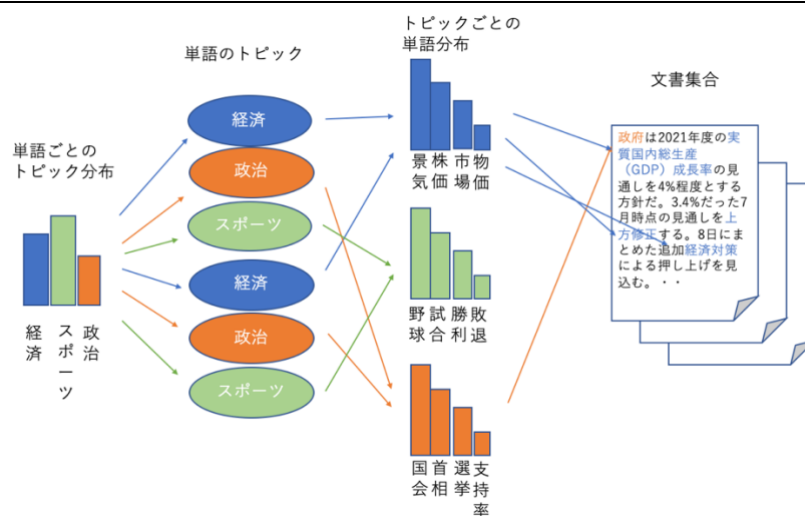 単語ごとの
トピック分布
経済
スポーツ
政治
単語のトピック
経済
政治
スポーツ
経済
政治
スポーツ
トピックごとの
単語分布
景気
株価
市場
物価
野球
試合
勝利
敗退
国会
首相
選挙
支持率
文書集合
政府は2021年度の実
質国内総生産
（GDP）成長率の見
通しを4%程度とする
方針だ。3.4%だった7
月時点の見通しを上
方修正する。8日にま
とめた追加経済対策
による押し上げを見
込む。・・